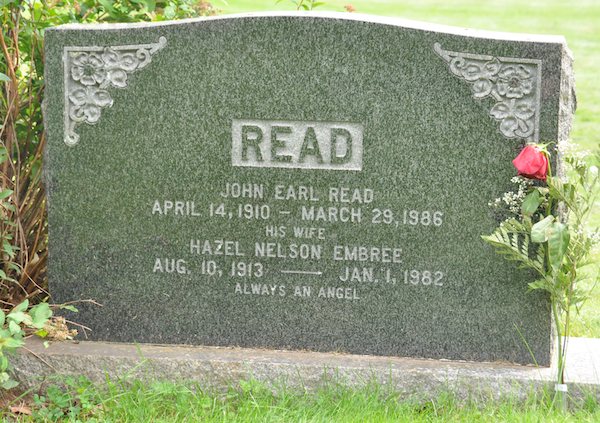 READ
JOHN EARL READ
APRIL 14, 1910 — MARCH 29, 1986
HIS WIFE
HAZEL NELSON EMBREE
AUG. 10, 1913 — JAN. 1, 1982
ALWAYS AN ANGEL